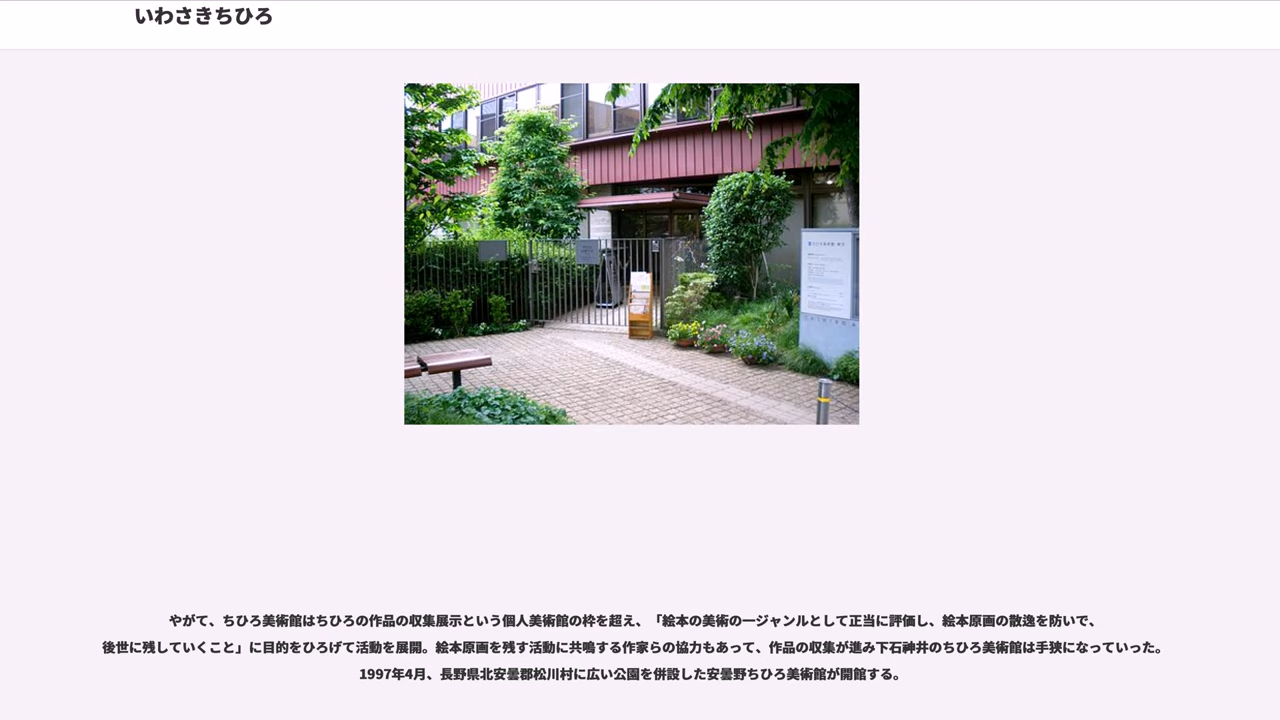 いわさきちひろ
やがて、ちひろ美術館はちひろの作品の収集展示という個人美術館の枠を超え、「絵本の美術の一ジャンルとして正当に評価し、絵本原画の散逸を防いで、
後世に残していくこと」に目的をひろげて活動を展開。絵本原画を残す活動に共鳴する作家らの協力もあって、作品の収集が進み下石神井のちひろ美術館は手狭になっていった。
1997年4月、長野県北安曇郡松川村に広い公園を併設した安曇野ちひろ美術館が開館する。